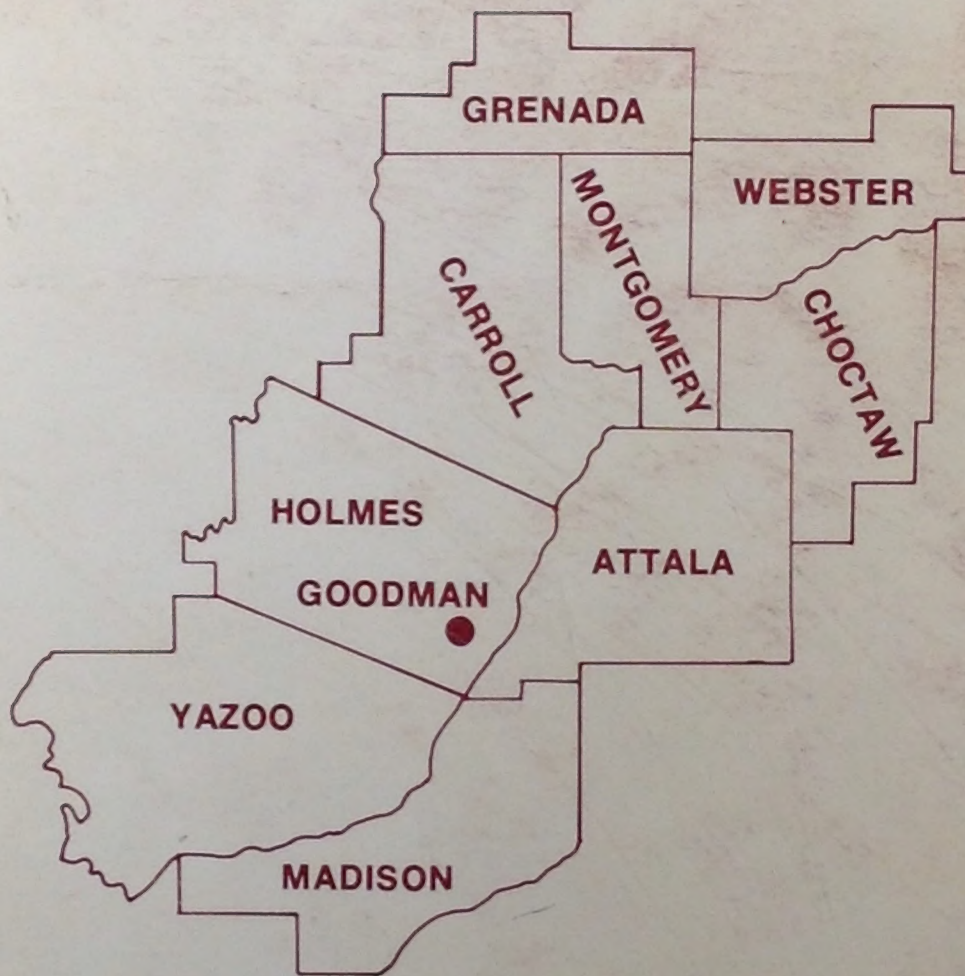 GRENADA
WEBSTER
MONTGOMERY
CARROLL
CHOCTAW
HOLMES
ATTALA
GOODMAN
YAZOO
MADISON